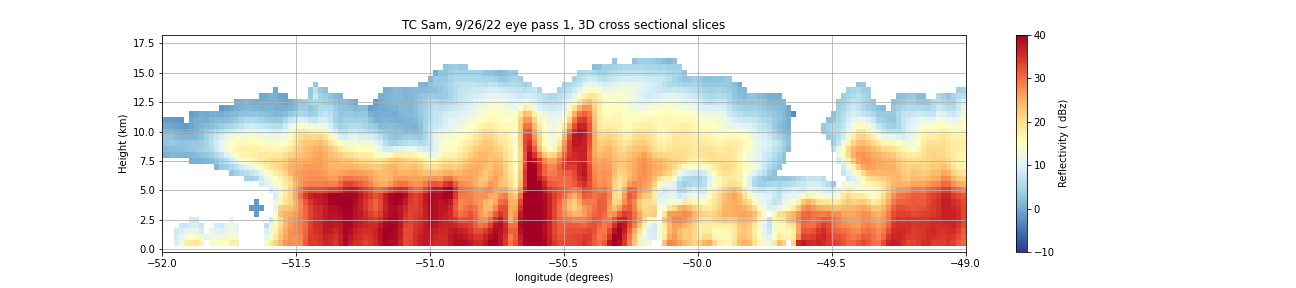 TC Sam, 9/26/22 eye pass 1, 3D cross sectional slices
17.5
15.0
12.5
10.0
7.5
5.0
2.5
0.0
Height (km)
−52.0 −51.5 −51.0 −50.5 −50.0 −49.5 −49.0
longitude (degrees)
40
30
20
10
0
−10
Reflectivity ( dBz)